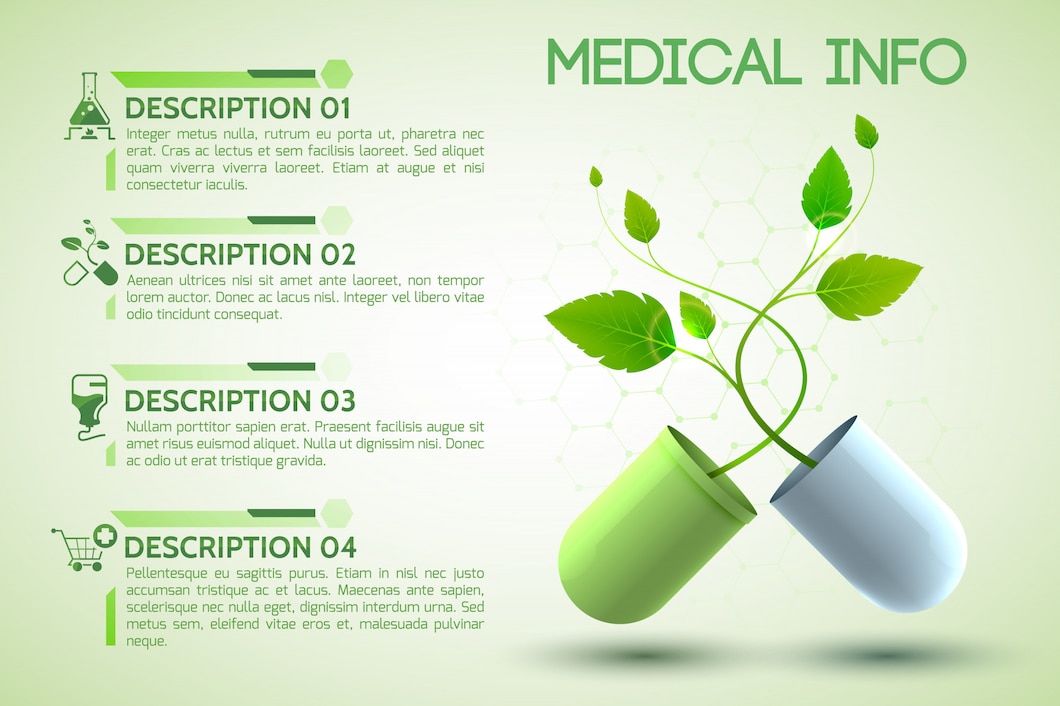 MEDICAL INFO
DESCRIPTION 01
Integer metus nulla, rutrum eu porta ut, pharetra nec
erat. Cras ac lectus et sem facilisis laoreet. Sed aliquet
quam viverra viverra laoreet. Etiam at augue et nisi
consectetur iaculis.
DESCRIPTION 02
Aenean ultrices nisi sit amet ante laoreet, non tempor
lorem auctor. Donec ac lacus nisl. Integer vel libero vitae
odio tincidunt consequat.
DESCRIPTION 03
Nullam porttitor sapien erat. Praesent facilisis augue sit
amet risus euismod aliquet. Nulla ut dignissim nisi. Donec
ac odio ut erat tristique gravida.
DESCRIPTION 04
Pellentesque eu sagittis purus. Etiam in nisl nec justo
accumsan tristique ac et lacus. Maecenas ante sapien,
scelerisque nec nulla eget, dignissim interdum urna. Sed
metus sem, eleifend vitae eros et, malesuada pulvinar
neque.